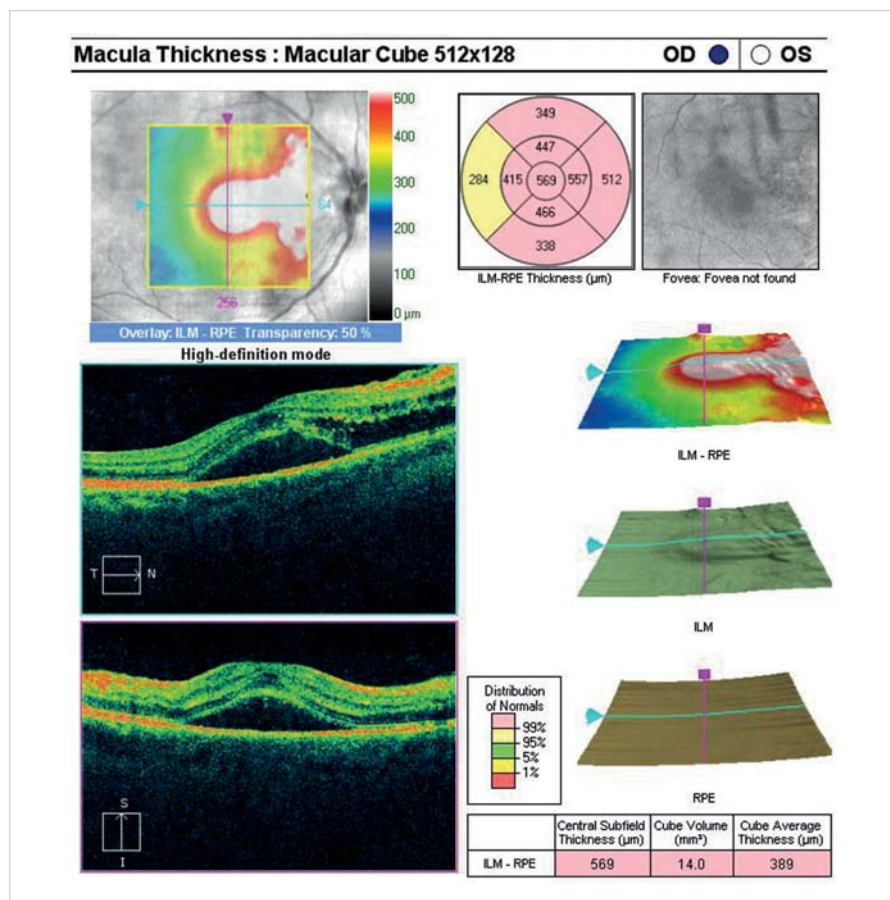 Macula Thickness : Macular Cube 512x128
OD OS
500
400
300
200
100
0 µm
84
256
Overlay: ILM - RPE Transparency: 50 %
349
447
284 415 569 557 512
466
338
ILM-RPE Thickness (µm)
Fovea: Fovea not found
High-definition mode
T N
S
I
ILM - RPE
ILM
RPE
Distribution
of Normals
99%
95%
5%
1%
Central Subfield
Thickness (µm)
Cube Volume
(mm³)
Cube Average
Thickness (µm)
ILM - RPE 569 14.0 389